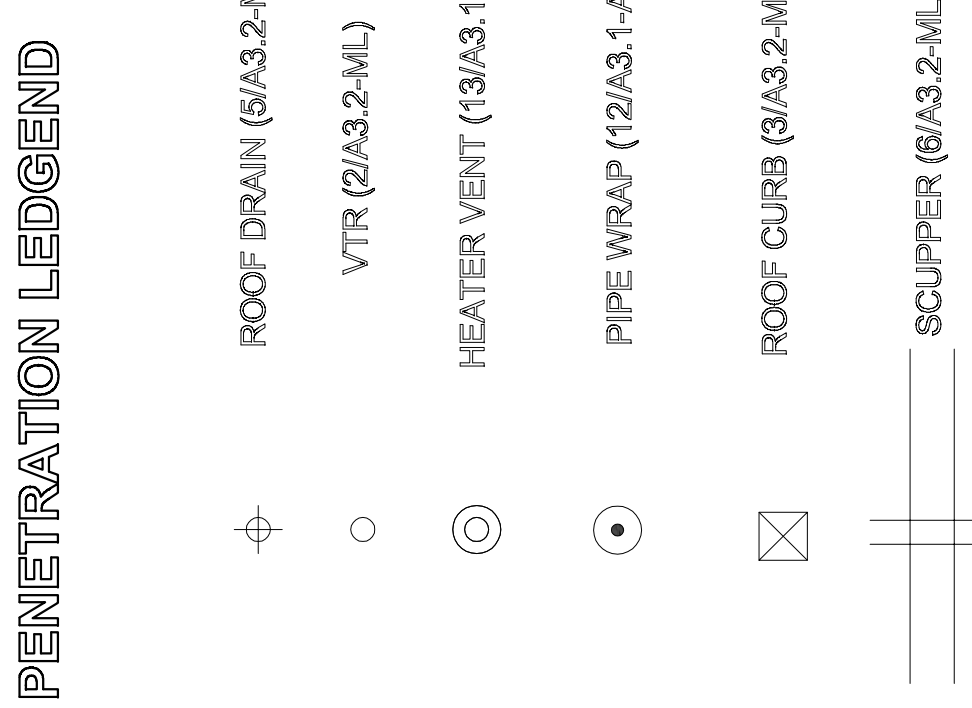 PENETRATION LEDGEND
ROOF DRAIN (5/A3.2-
VTR (2/A3.2-ML)
HEATER VENT (13/A3.1
PIPE WRAP (12/A3.1-A
ROOF CURB (3/A3.2-M
SCUPPER (6/A3.2-ML